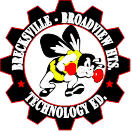 BRECKSVILLE · BROADVIEW HTS.
TECHNOLOGY ED.